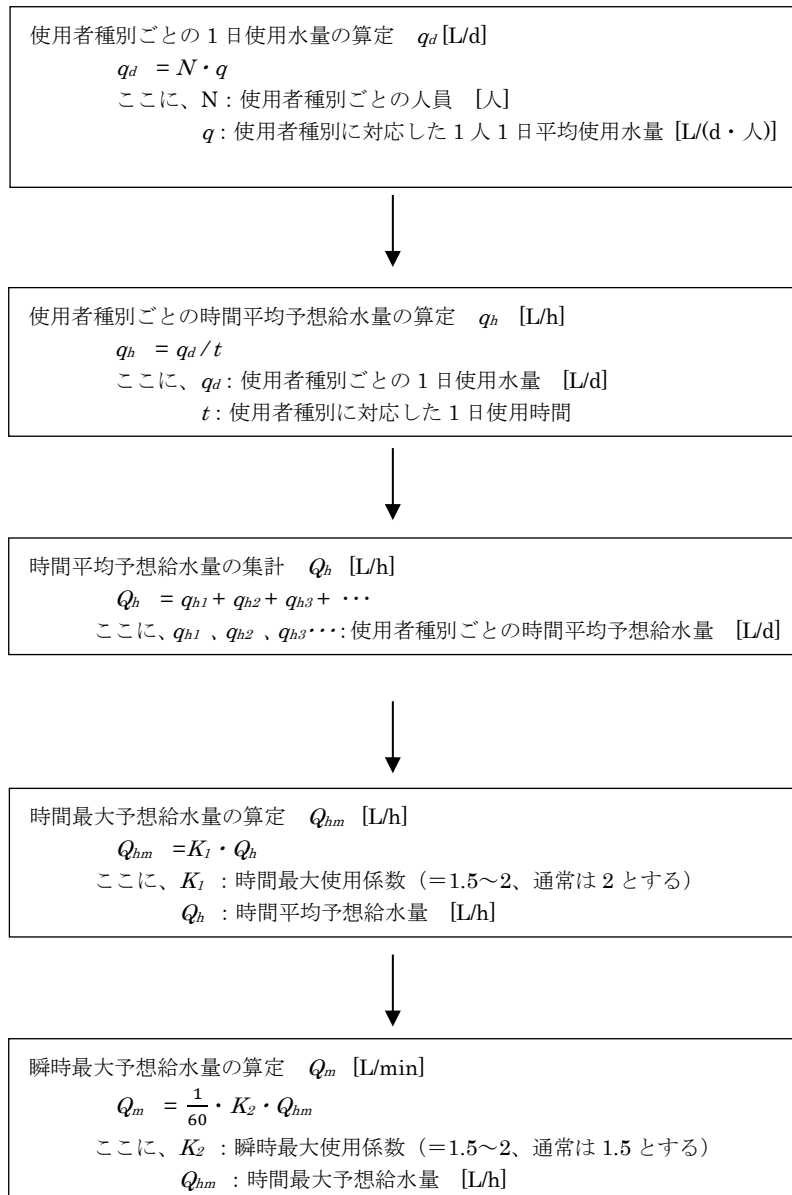 使用者種別ごとの1日使用水量の算定　qd [L/d]
qd ＝N・q
ここに、N：使用者種別ごとの人員　[人]
q：使用者種別に対応した1人1日平均使用水量 [L/(d・人)]
使用者種別ごとの時間平均予想給水量の算定　qh [L/h]
qh ＝qd / t
ここに、qd：使用者種別ごとの1日使用水量　[L/d]
t：使用者種別に対応した1日使用時間
時間平均予想給水量の集計　Qh [L/h]
Qh ＝qh1＋qh2＋qh3＋ ・・・
ここに、qh1 、qh2 、qh3・・・：使用者種別ごとの時間平均予想給水量　[L/d]
時間最大予想給水量の算定　Qhm [L/h]
Qhm ＝K1・Qh
ここに、K1 ：時間最大使用係数（＝1.5～2、通常は2とする）
Qh ：時間平均予想給水量　[L/h]
瞬時最大予想給水量の算定　Qm [L/min]
Qm ＝ 1/60・K2・Qhm
ここに、K2 ：瞬時最大使用係数（＝1.5～2、通常は1.5とする）
Qhm ：時間最大予想給水量　[L/h]